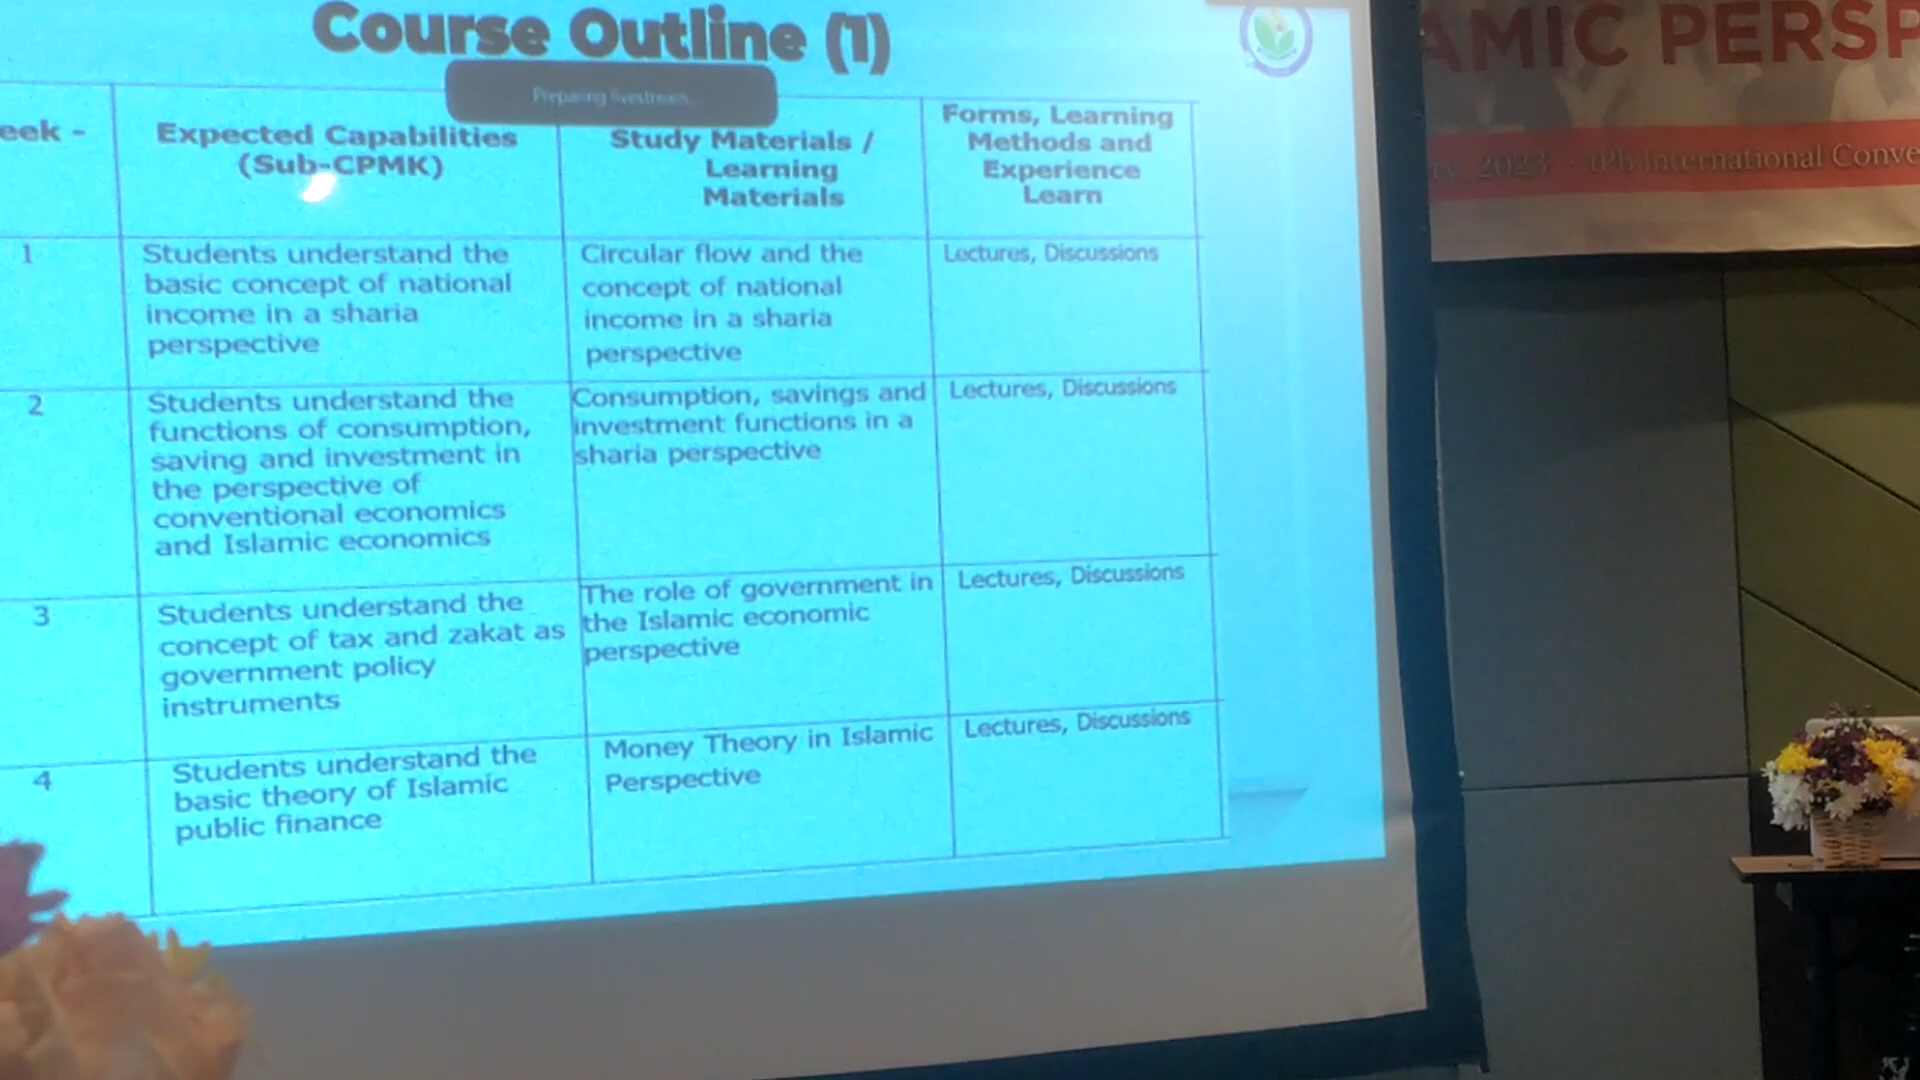 Course Outline (1)
Preparing livestream...
eek -
Expected Capabilities
(Sub-CPMK)
Study Materials /
Learning
Materials
Forms, Learning
Methods and
Experience
Learn
1
Students understand the
basic concept of national
income in a sharia
perspective
Circular flow and the
concept of national
income in a sharia
perspective
Lectures, Discussions
2
Students understand the
functions of consumption,
saving and investment in
the perspective of
conventional economics
and Islamic economics
Consumption, savings and
investment functions in a
sharia perspective
Lectures, Discussions
3
Students understand the
concept of tax and zakat as
government policy
instruments
The role of government in
the Islamic economic
perspective
Lectures, Discussions
4
Students understand the
basic theory of Islamic
public finance
Money Theory in Islamic
Perspective
Lectures, Discussions
AMIC PERSP
2023 - IPB International Conve